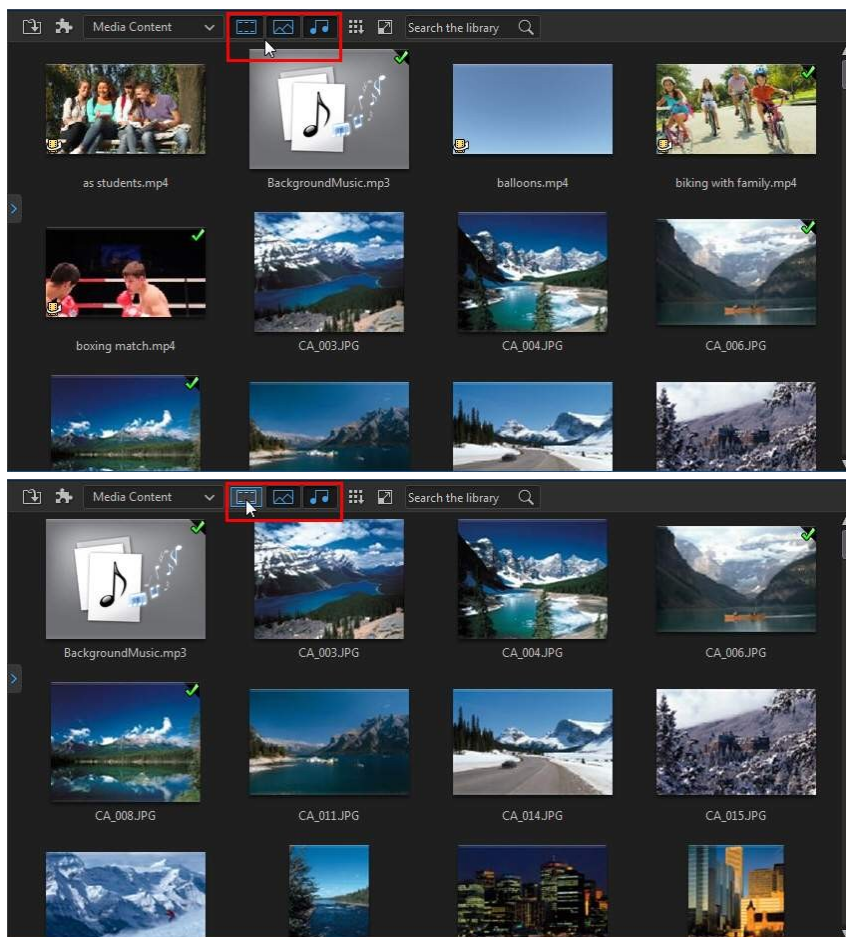 Media Content Search the library
as students.mp4 BackgroundMusic.mp3 balloons.mp4 biking with family.mp4
boxing match.mp4 CA_003.JPG CA_004.JPG CA_006.JPG
Media Content Search the library
BackgroundMusic.mp3 CA_003.JPG CA_004.JPG CA_006.JPG
CA_008.JPG CA_011.JPG CA_014.JPG CA_015.JPG